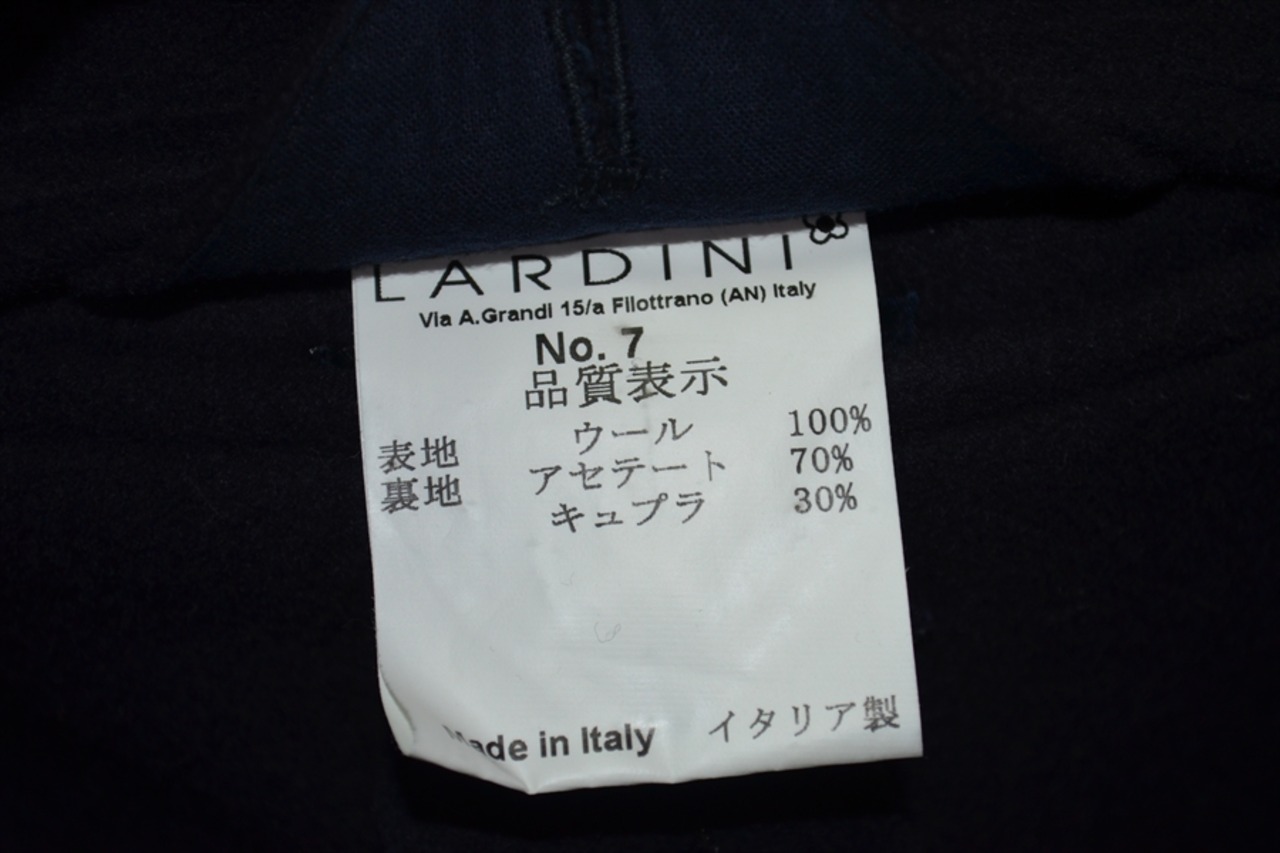 LARDINI
Via A.Grandi 15/a Filottrano (AN) Italy
No. 7
品質表示
表地 ウール 100%
裏地 アセテート 70%
キュプラ 30%
Made in Italy イタリア製